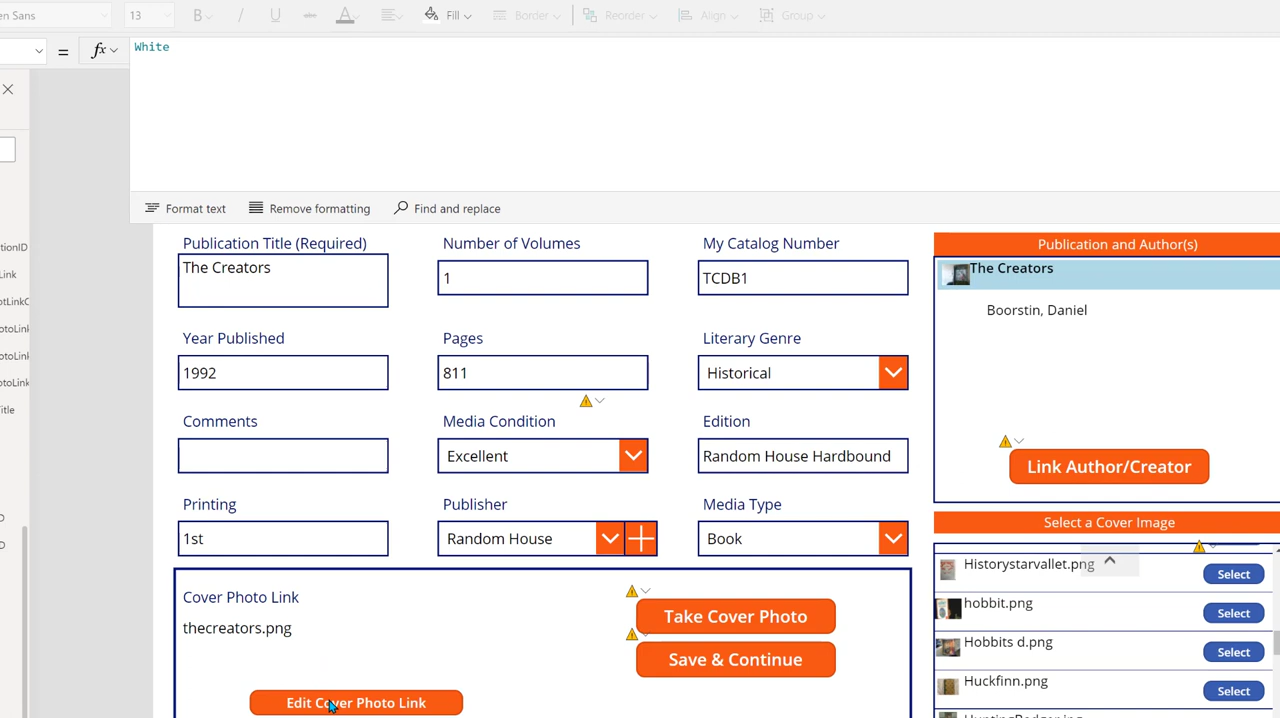 13
B
I
U
A
Fill
Border
Reorder
Align
Group
= fx White
Format text
Remove formatting
Find and replace
Publication Title (Required)
The Creators
Number of Volumes
1
My Catalog Number
TCDB1
Year Published
1992
Pages
811
Literary Genre
Historical
Comments
Media Condition
Excellent
Edition
Random House Hardbound
Printing
1st
Publisher
Random House
Media Type
Book
Cover Photo Link
thecreators.png
Take Cover Photo
Save & Continue
Edit Cover Photo Link
Publication and Author(s)
The Creators
Boorstin, Daniel
Link Author/Creator
Select a Cover Image
Historystarvallet.png
Select
hobbit.png
Select
Hobbits d.png
Select
Huckfinn.png
Select